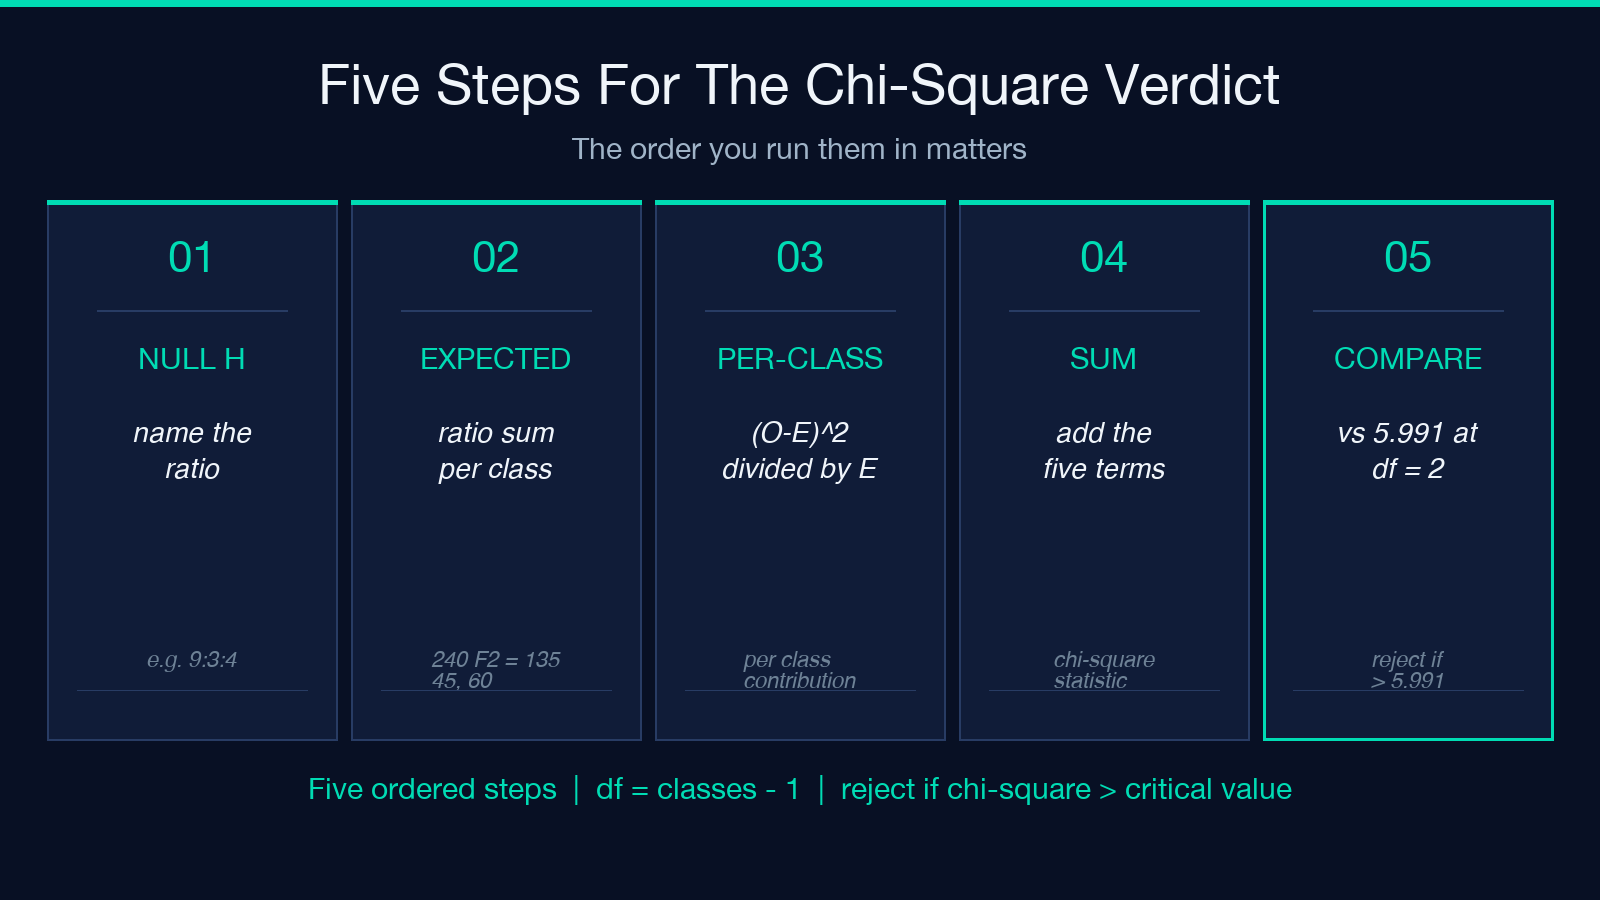 Five Steps For The Chi-Square Verdict
The order you run them in matters
01
NULL H
name the
ratio
e.g. 9:3:4
02
EXPECTED
ratio sum
per class
240 F2 = 135
45, 60
03
PER-CLASS
(O-E)^2
divided by E
per class
contribution
04
SUM
add the
five terms
chi-square
statistic
05
COMPARE
vs 5.991 at
df = 2
reject if
> 5.991
Five ordered steps | df = classes - 1 | reject if chi-square > critical value